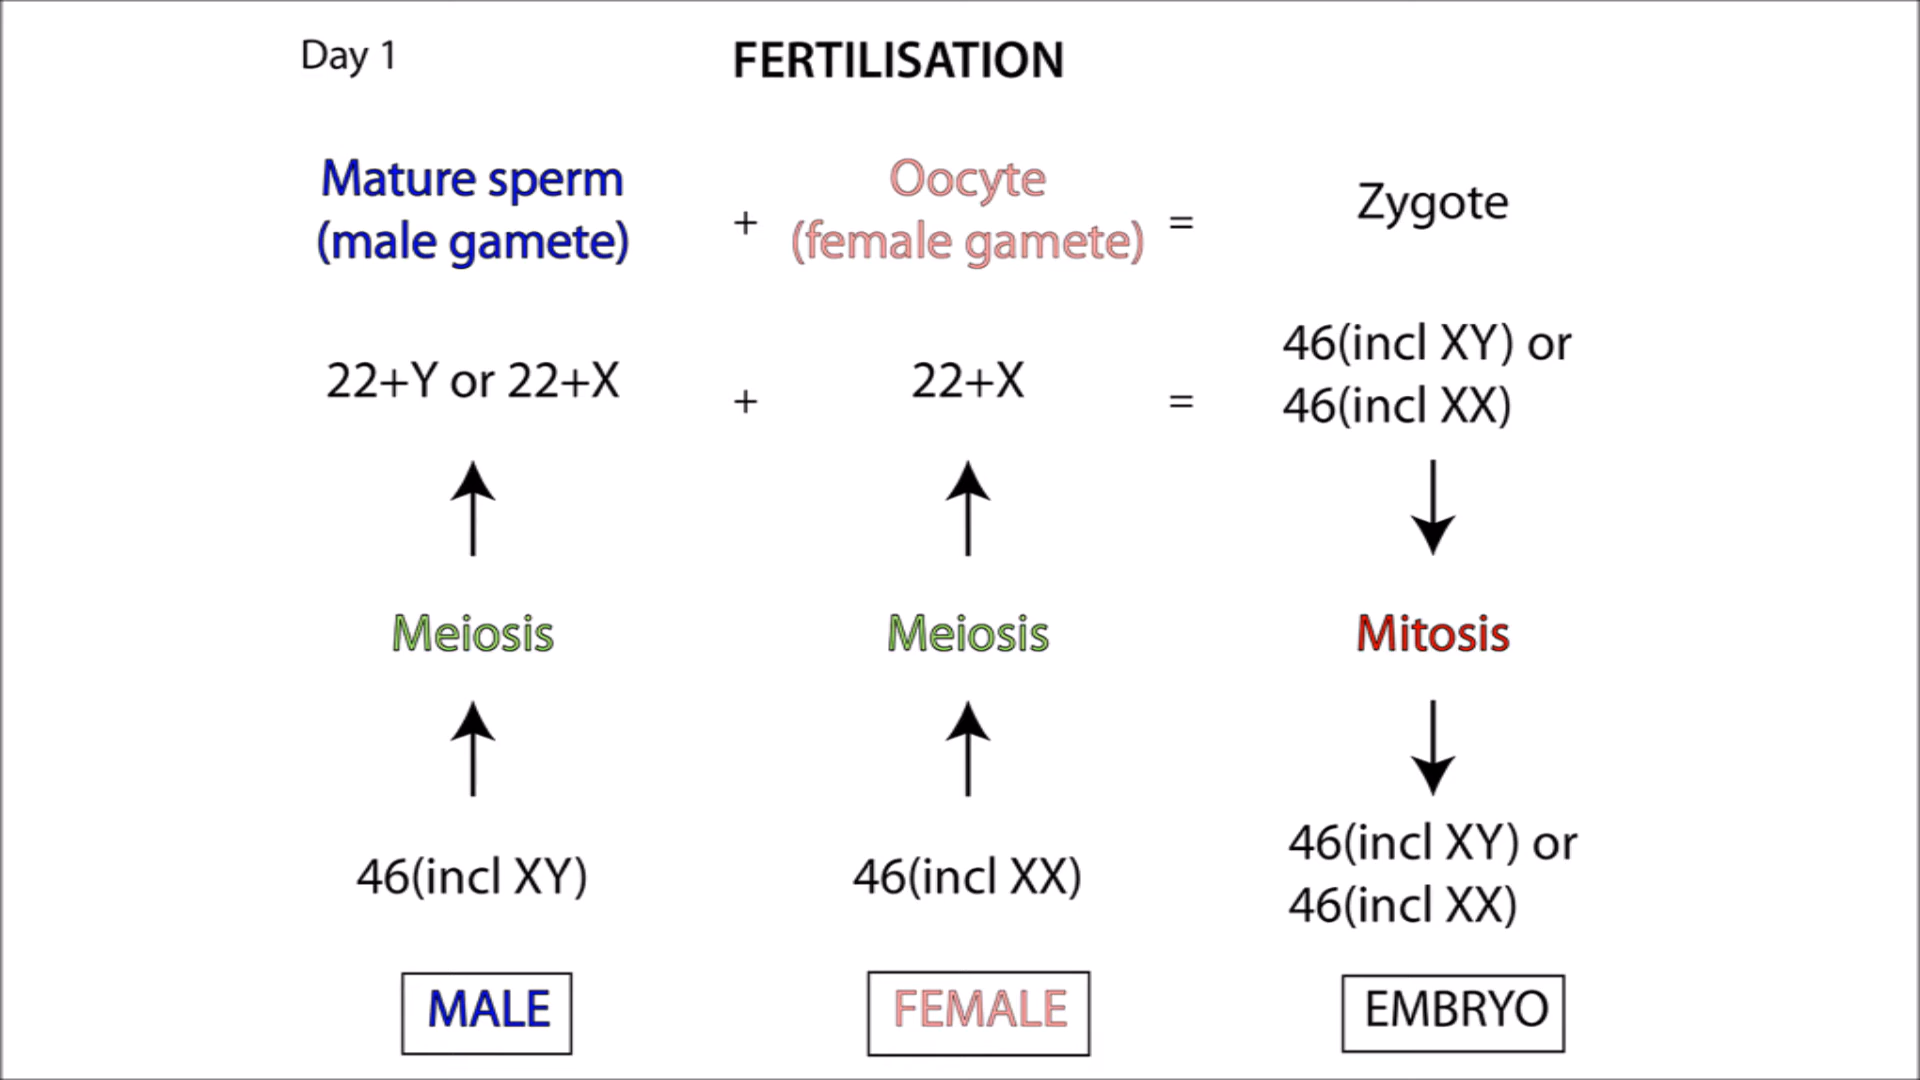 Day 1
FERTILISATION
Mature sperm
(male gamete)
+
Oocyte
(female gamete)
=
Zygote
22+Y or 22+X
+
22+X
=
46(incl XY) or
46(incl XX)
Meiosis
Meiosis
Mitosis
46(incl XY)
46(incl XX)
46(incl XY) or
46(incl XX)
MALE
FEMALE
EMBRYO